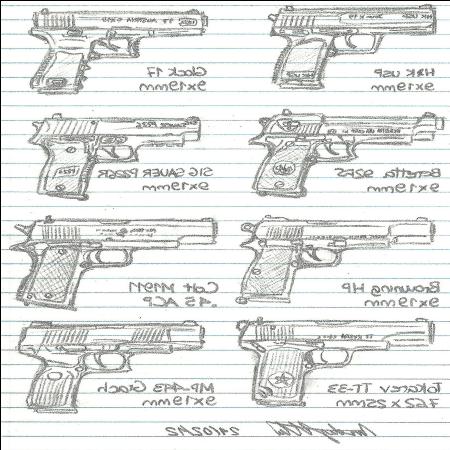 Glock 17
9x19mm
H&K USP
9x19mm
SIG SAUER P226R
9x19mm
Beretta 92FS
9x19mm
Colt M1911
.45 ACP
Browning HP
9x19mm
MP-443 Grach
9x19mm
Tokarev TT-33
7.62x25mm